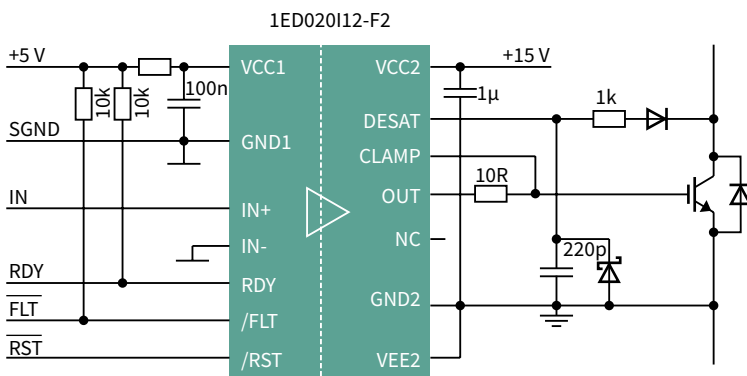 1ED020I12-F2
+5 V
+15 V
VCC1
VCC2
10k
10k
100n
1µ
1k
DESAT
SGND
GND1
CLAMP
10R
IN
OUT
IN+
NC
IN-
220p
RDY
RDY
GND2
FLT
/FLT
RST
/RST
VEE2